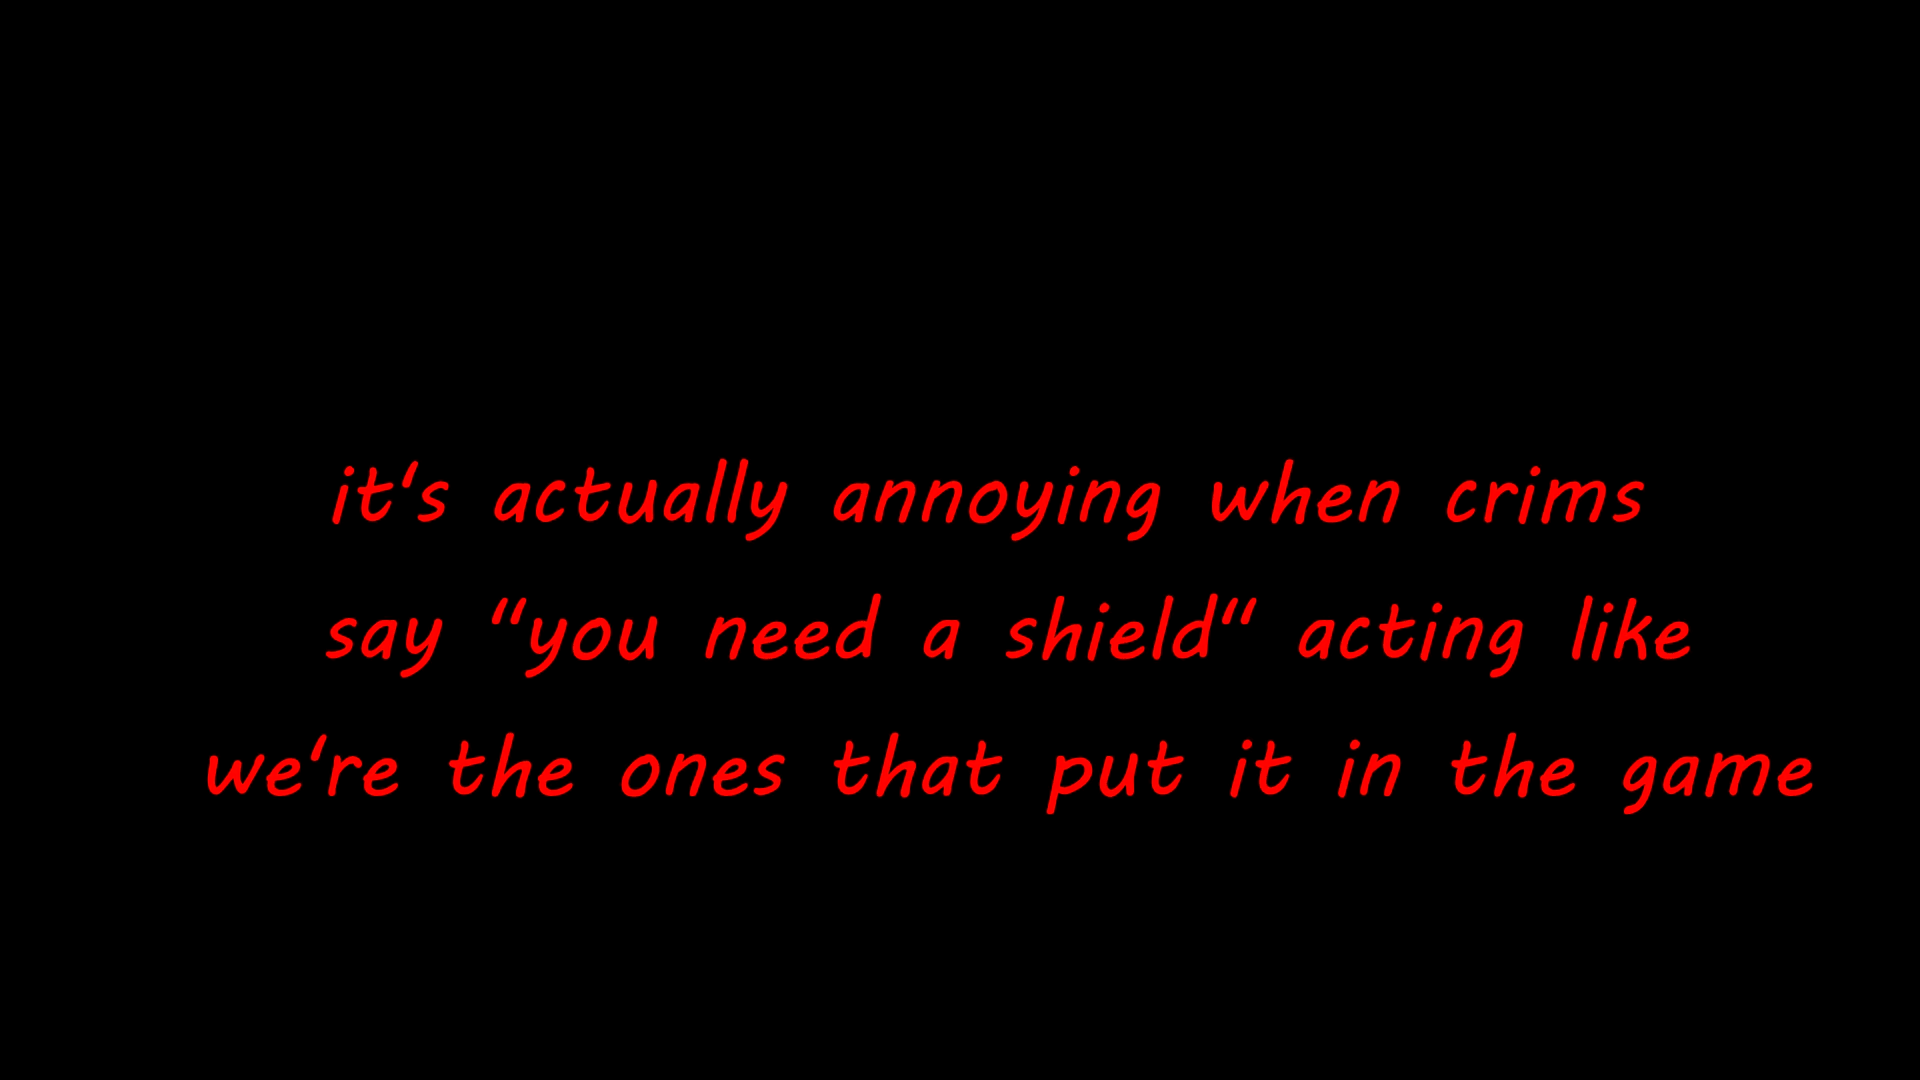 it's actually annoying when crims
say "you need a shield" acting like
we're the ones that put it in the game